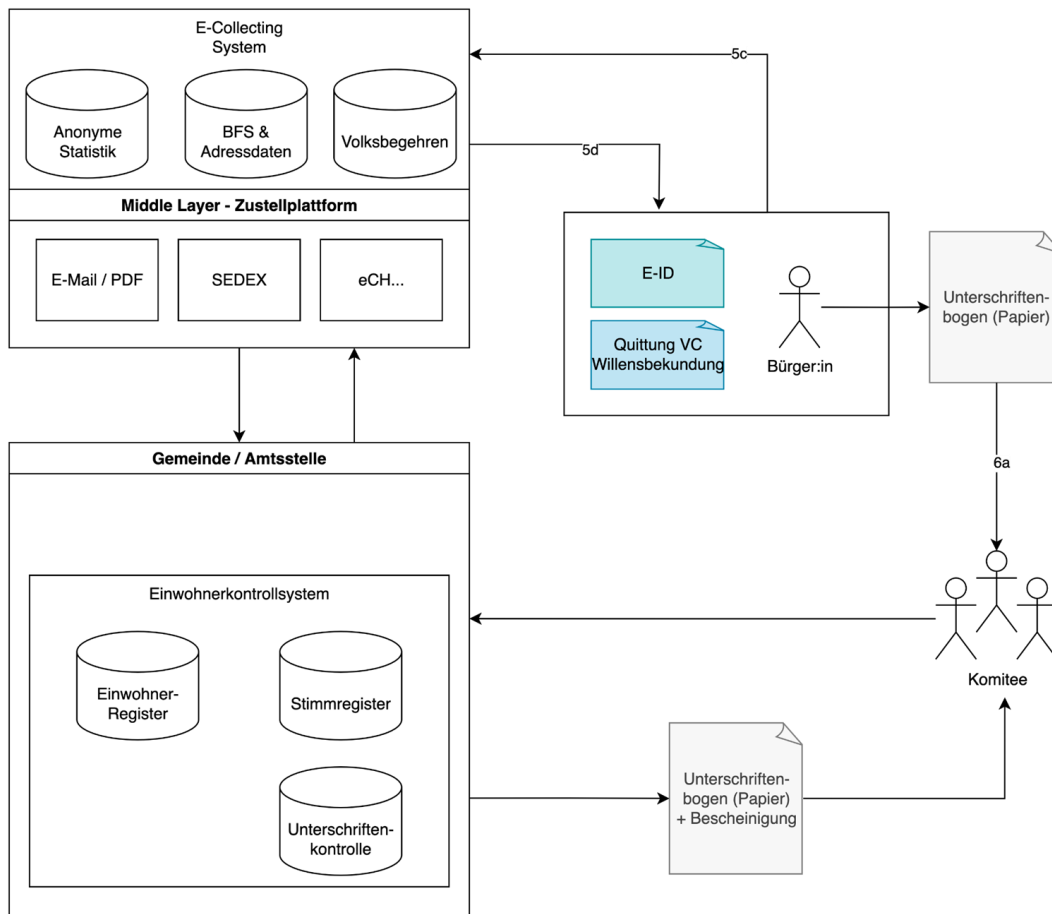 E-Collecting
System
5c
Anonyme
Statistik
BFS &
Adressdaten
Volksbegehren
5d
Middle Layer - Zustellplattform
E-Mail / PDF
SEDEX
eCH...
E-ID
Quittung VC
Willensbekundung
Bürger:in
Unterschriften-
bogen (Papier)
Gemeinde / Amtsstelle
6a
Einwohnerkontrollsystem
Einwohner-
Register
Stimmregister
Komitee
Unterschriften-
kontrolle
Unterschriften-
bogen (Papier)
+ Bescheinigung